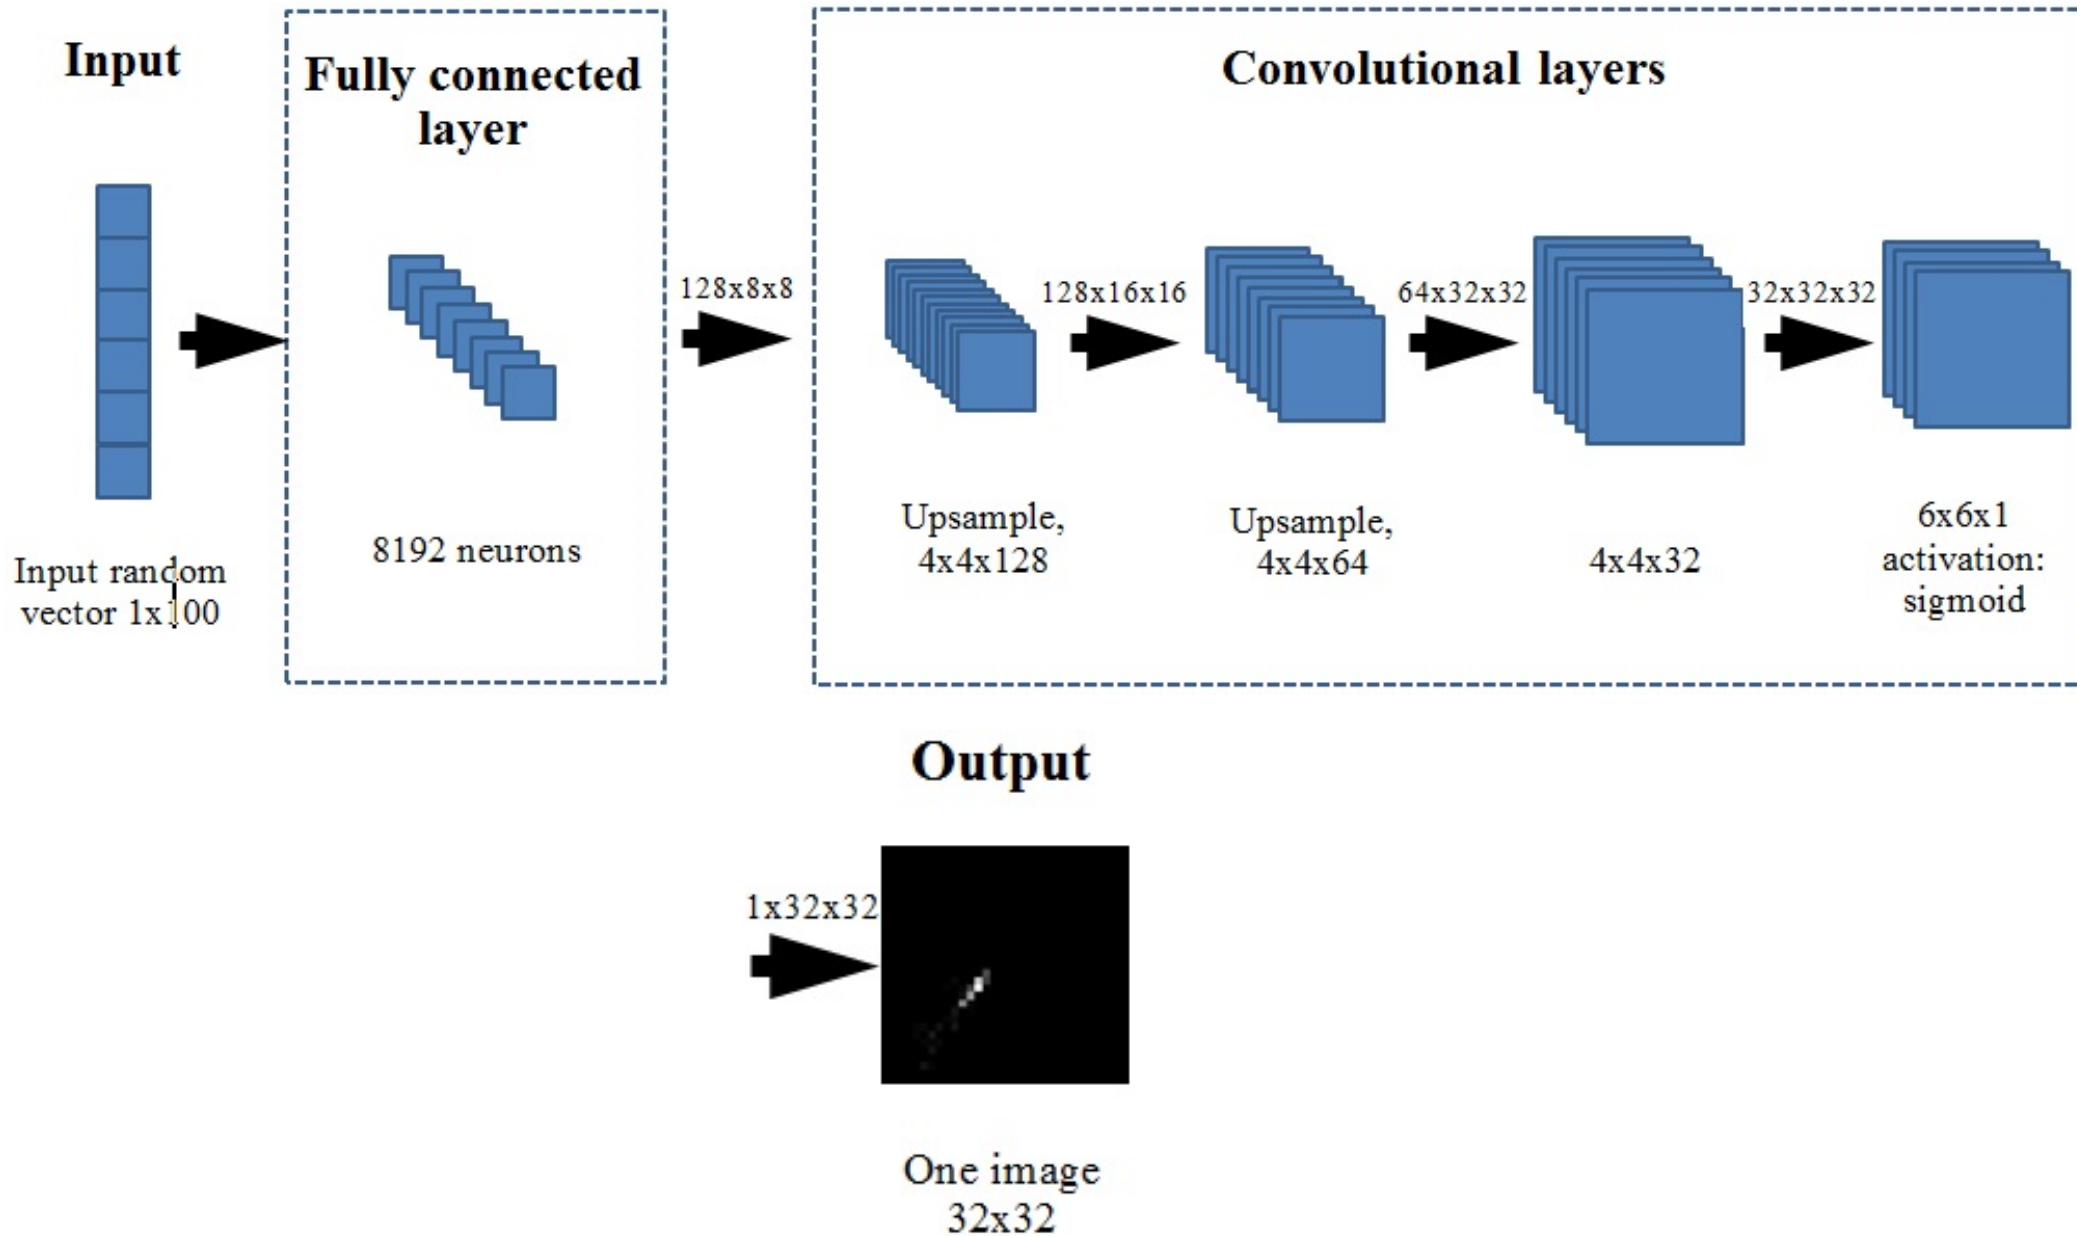 Input
Input random
vector 1x100
Fully connected
layer
8192 neurons
128x8x8
Convolutional layers
Upsample,
4x4x128
128x16x16
Upsample,
4x4x64
64x32x32
4x4x32
32x32x32
6x6x1
activation:
sigmoid
Output
1x32x32
One image
32x32